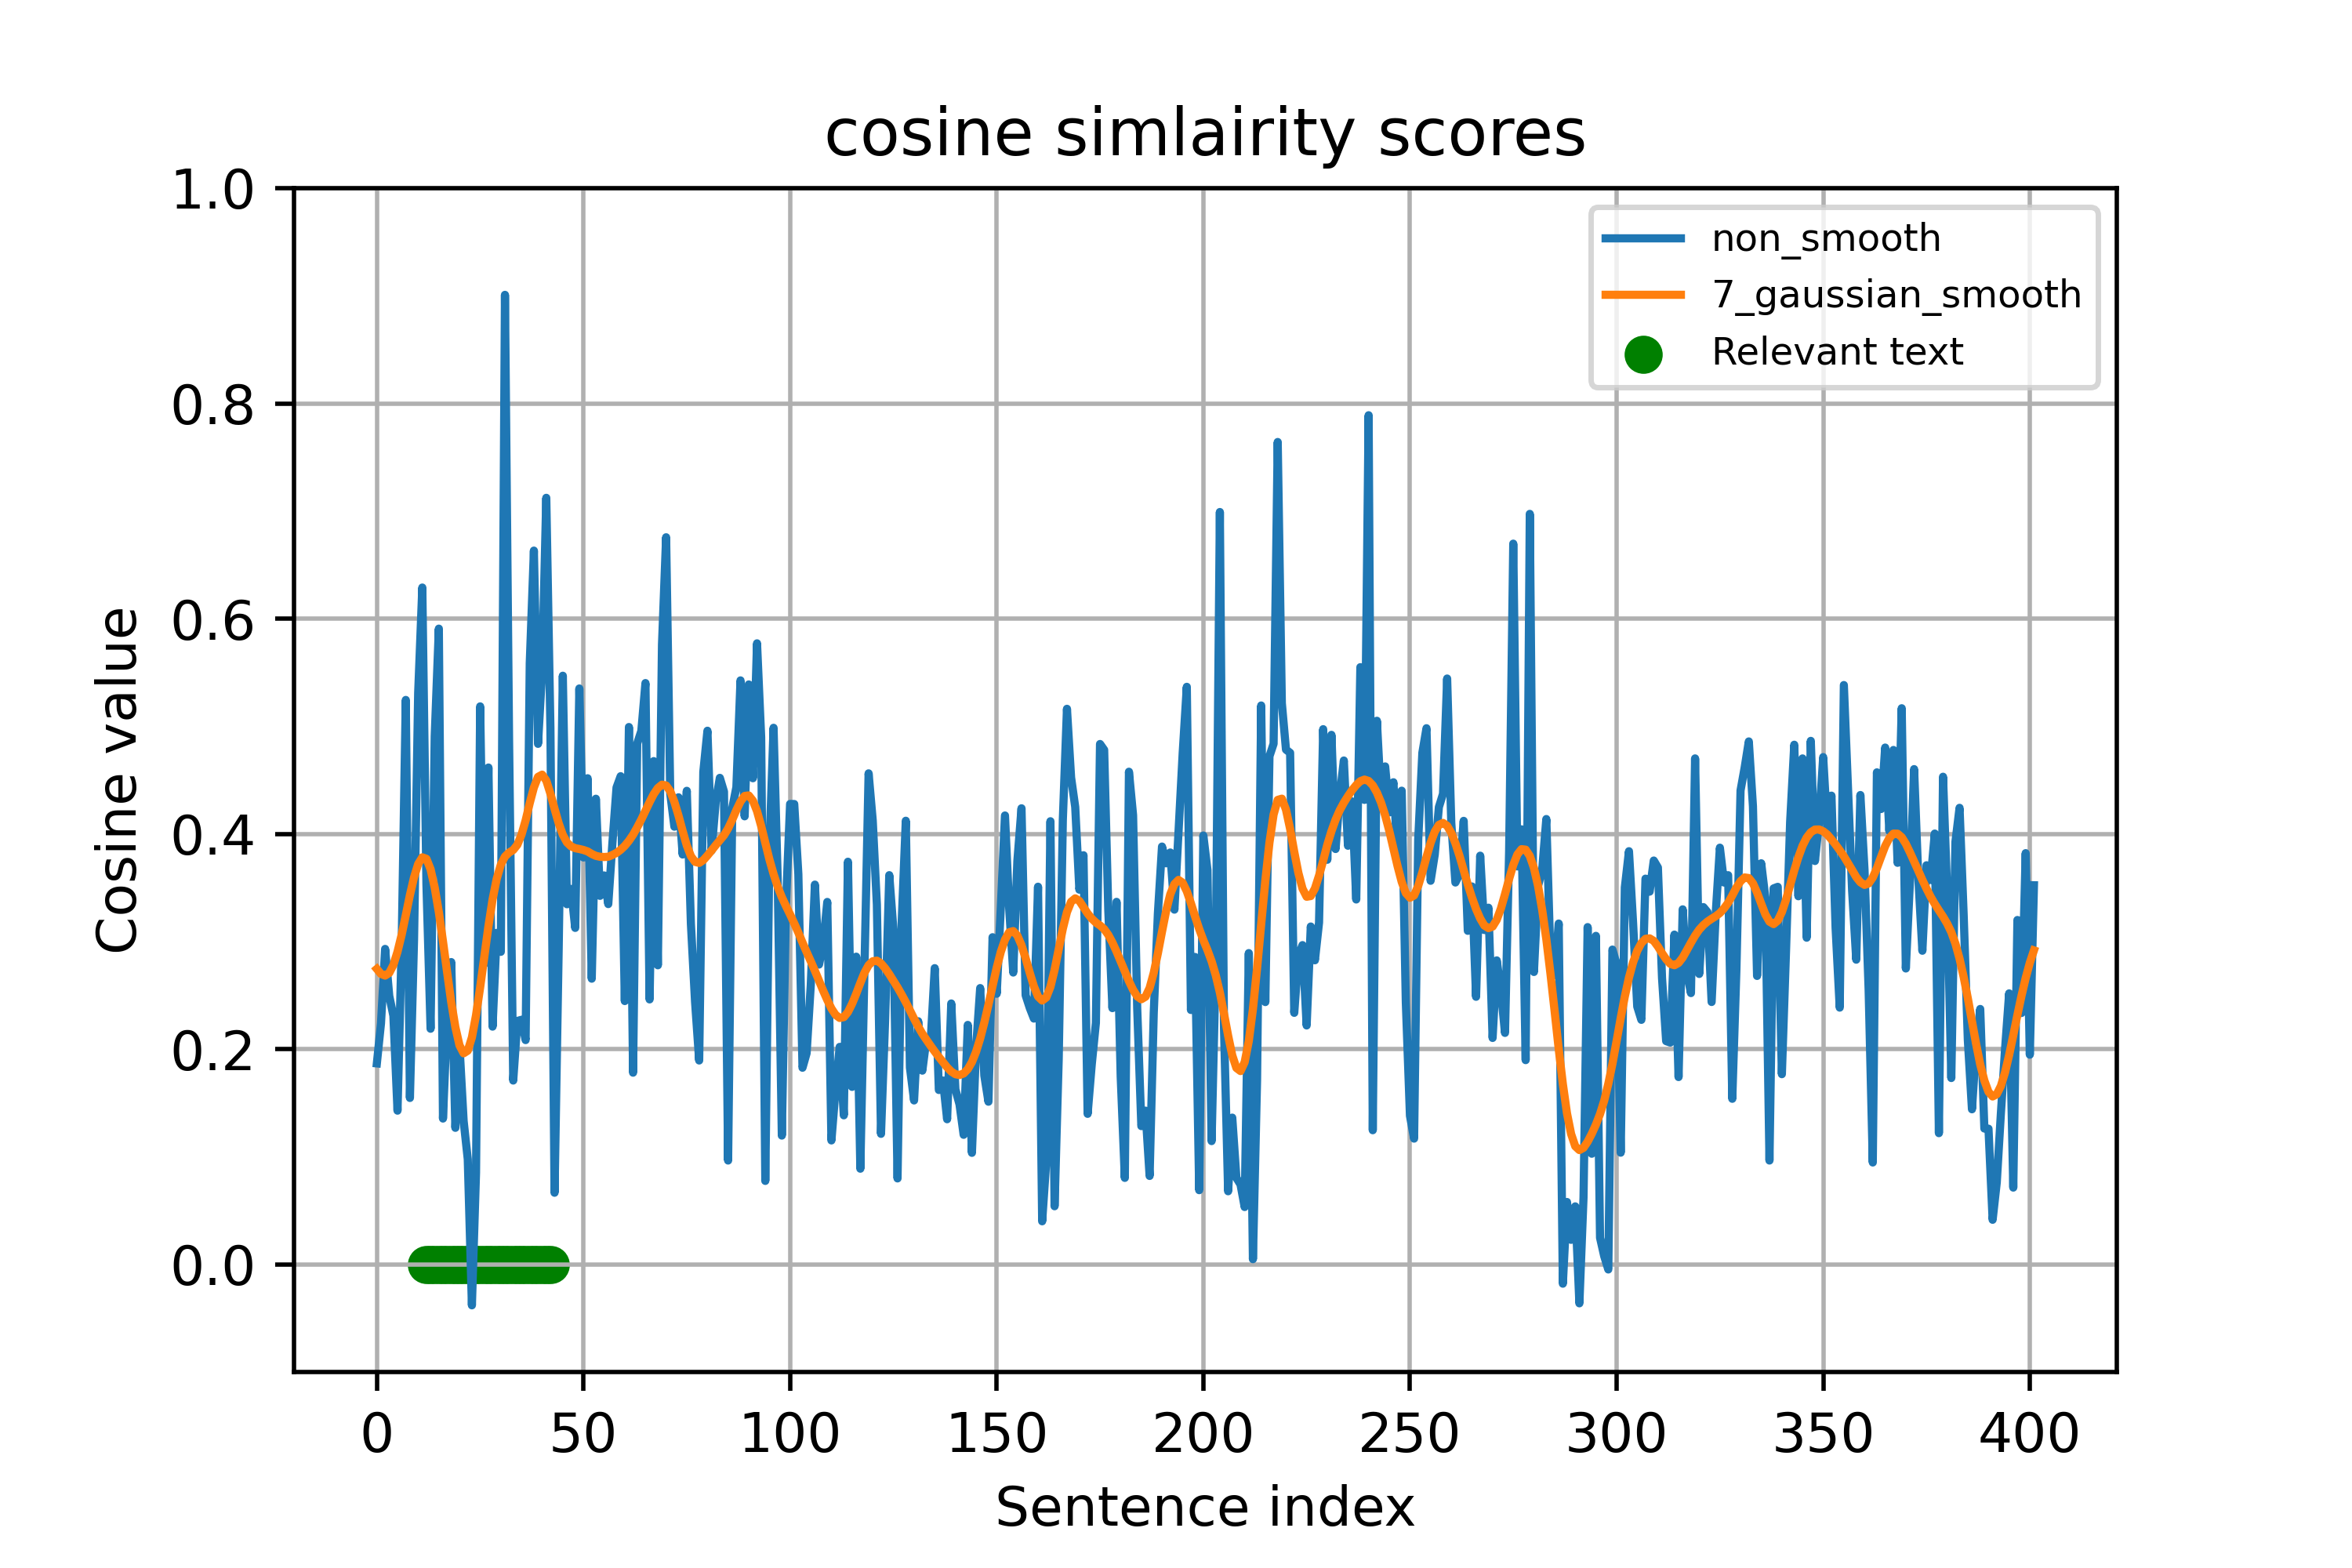 cosine simlairity scores
1.0
0.8
0.6
0.4
0.2
0.0
Cosine value
non_smooth
7_gaussian_smooth
Relevant text
0 50 100 150 200 250 300 350 400
Sentence index